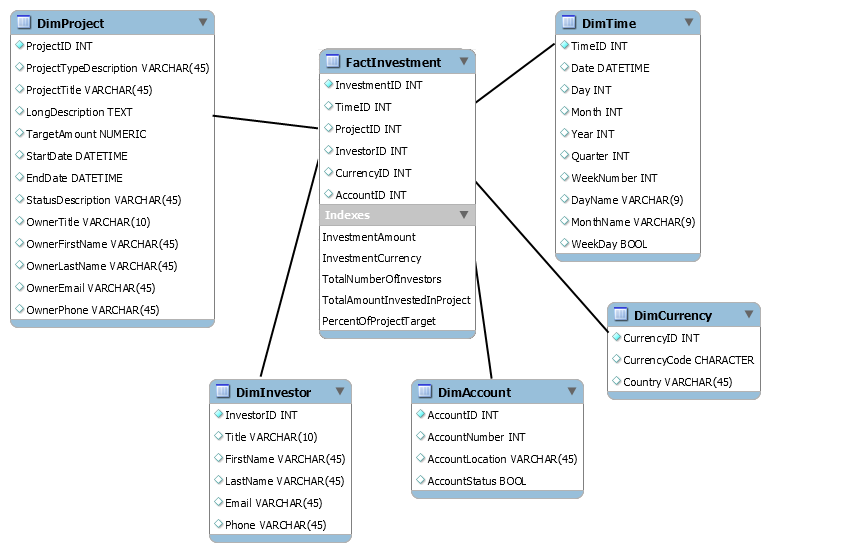 DimProject
ProjectID INT
ProjectTypeDescription VARCHAR(45)
ProjectTitle VARCHAR(45)
LongDescription TEXT
TargetAmount NUMERIC
StartDate DATETIME
EndDate DATETIME
StatusDescription VARCHAR(45)
OwnerTitle VARCHAR(10)
OwnerFirstName VARCHAR(45)
OwnerLastName VARCHAR(45)
OwnerEmail VARCHAR(45)
OwnerPhone VARCHAR(45)
FactInvestment
InvestmentID INT
TimeID INT
ProjectID INT
InvestorID INT
CurrencyID INT
AccountID INT
Indexes
InvestmentAmount
InvestmentCurrency
TotalNumberOfInvestors
TotalAmountInvestedInProject
PercentOfProjectTarget
DimTime
TimeID INT
Date DATETIME
Day INT
Month INT
Year INT
Quarter INT
WeekNumber INT
DayName VARCHAR(9)
MonthName VARCHAR(9)
WeekDay BOOL
DimCurrency
CurrencyID INT
CurrencyCode CHARACTER
Country VARCHAR(45)
DimInvestor
InvestorID INT
Title VARCHAR(10)
FirstName VARCHAR(45)
LastName VARCHAR(45)
Email VARCHAR(45)
Phone VARCHAR(45)
DimAccount
AccountID INT
AccountNumber INT
AccountLocation VARCHAR(45)
AccountStatus BOOL